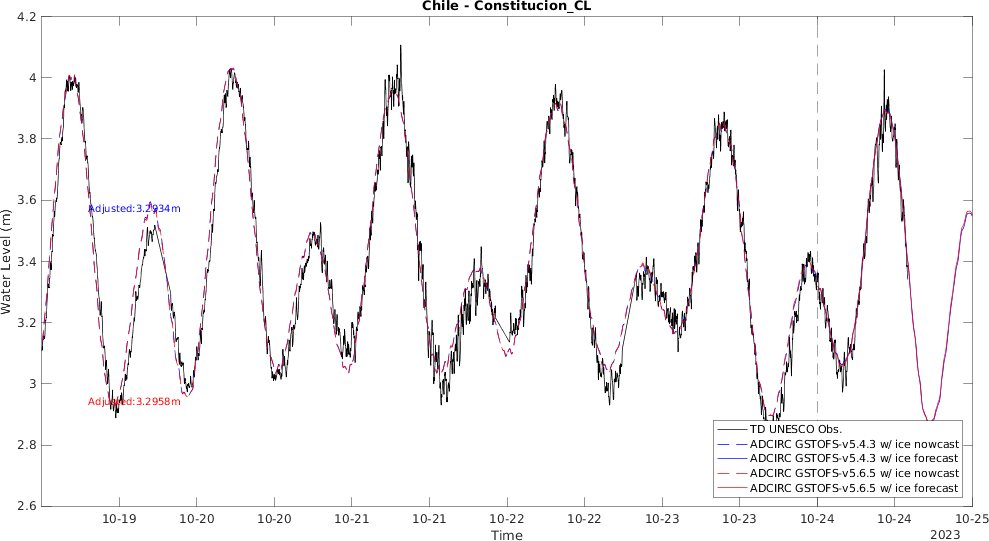 Chile - Constitucion_CL
4.2
4
3.8
3.6
3.4
3.2
3
2.8
2.6
Water Level (m)
Adjusted:3.2934m
Adjusted:3.2958m
TD UNESCO Obs.
ADCIRC GSTOFS-v5.4.3 w/ ice nowcast
ADCIRC GSTOFS-v5.4.3 w/ ice forecast
ADCIRC GSTOFS-v5.6.5 w/ ice nowcast
ADCIRC GSTOFS-v5.6.5 w/ ice forecast
10-19 10-20 10-20 10-21 10-21 10-22 10-22 10-23 10-23 10-24 10-24 10-25
Time
2023